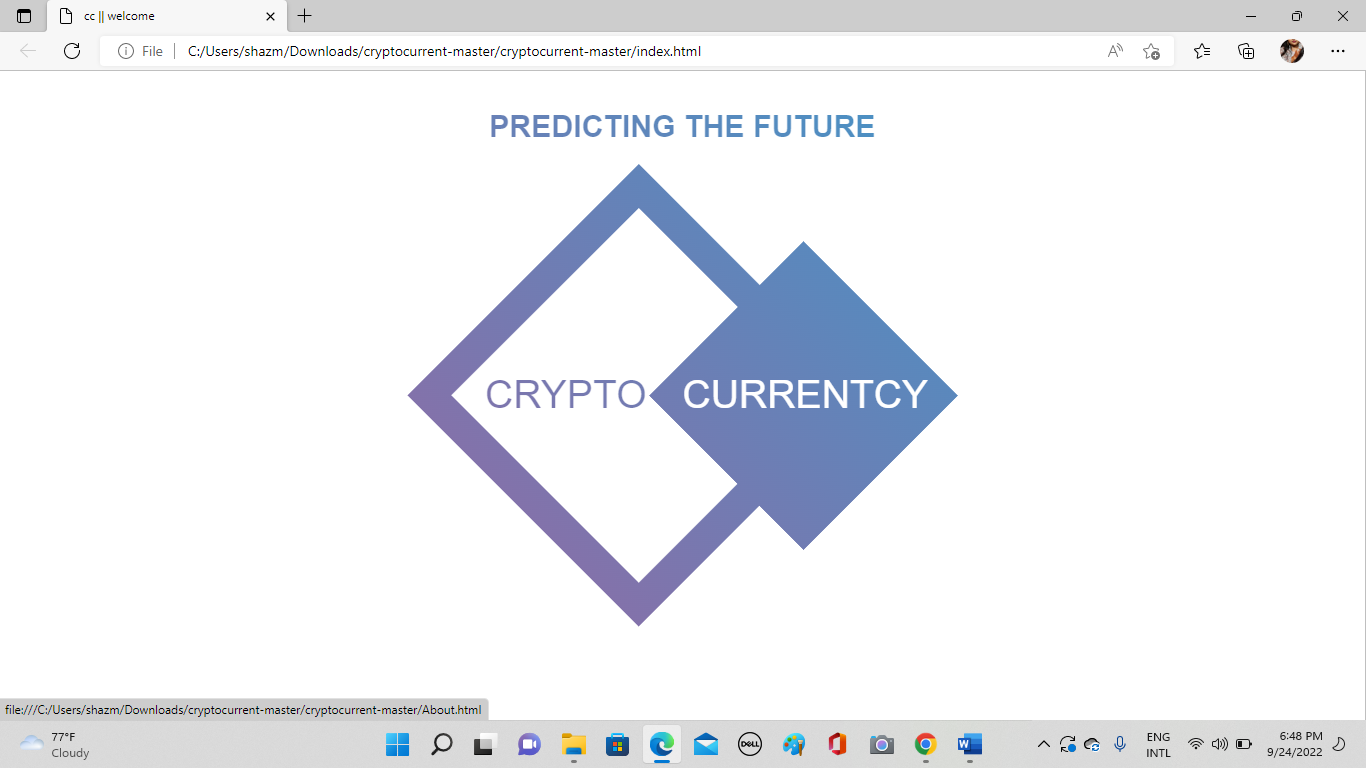 cc || welcome
File
C:/Users/shazm/Downloads/cryptocurrent-master/cryptocurrent-master/index.html
PREDICTING THE FUTURE
CRYPTO CURRENTCY
file:///C:/Users/shazm/Downloads/cryptocurrent-master/cryptocurrent-master/About.html
77°F
Cloudy
DELL
W
ENG
INTL
6:48 PM
9/24/2022